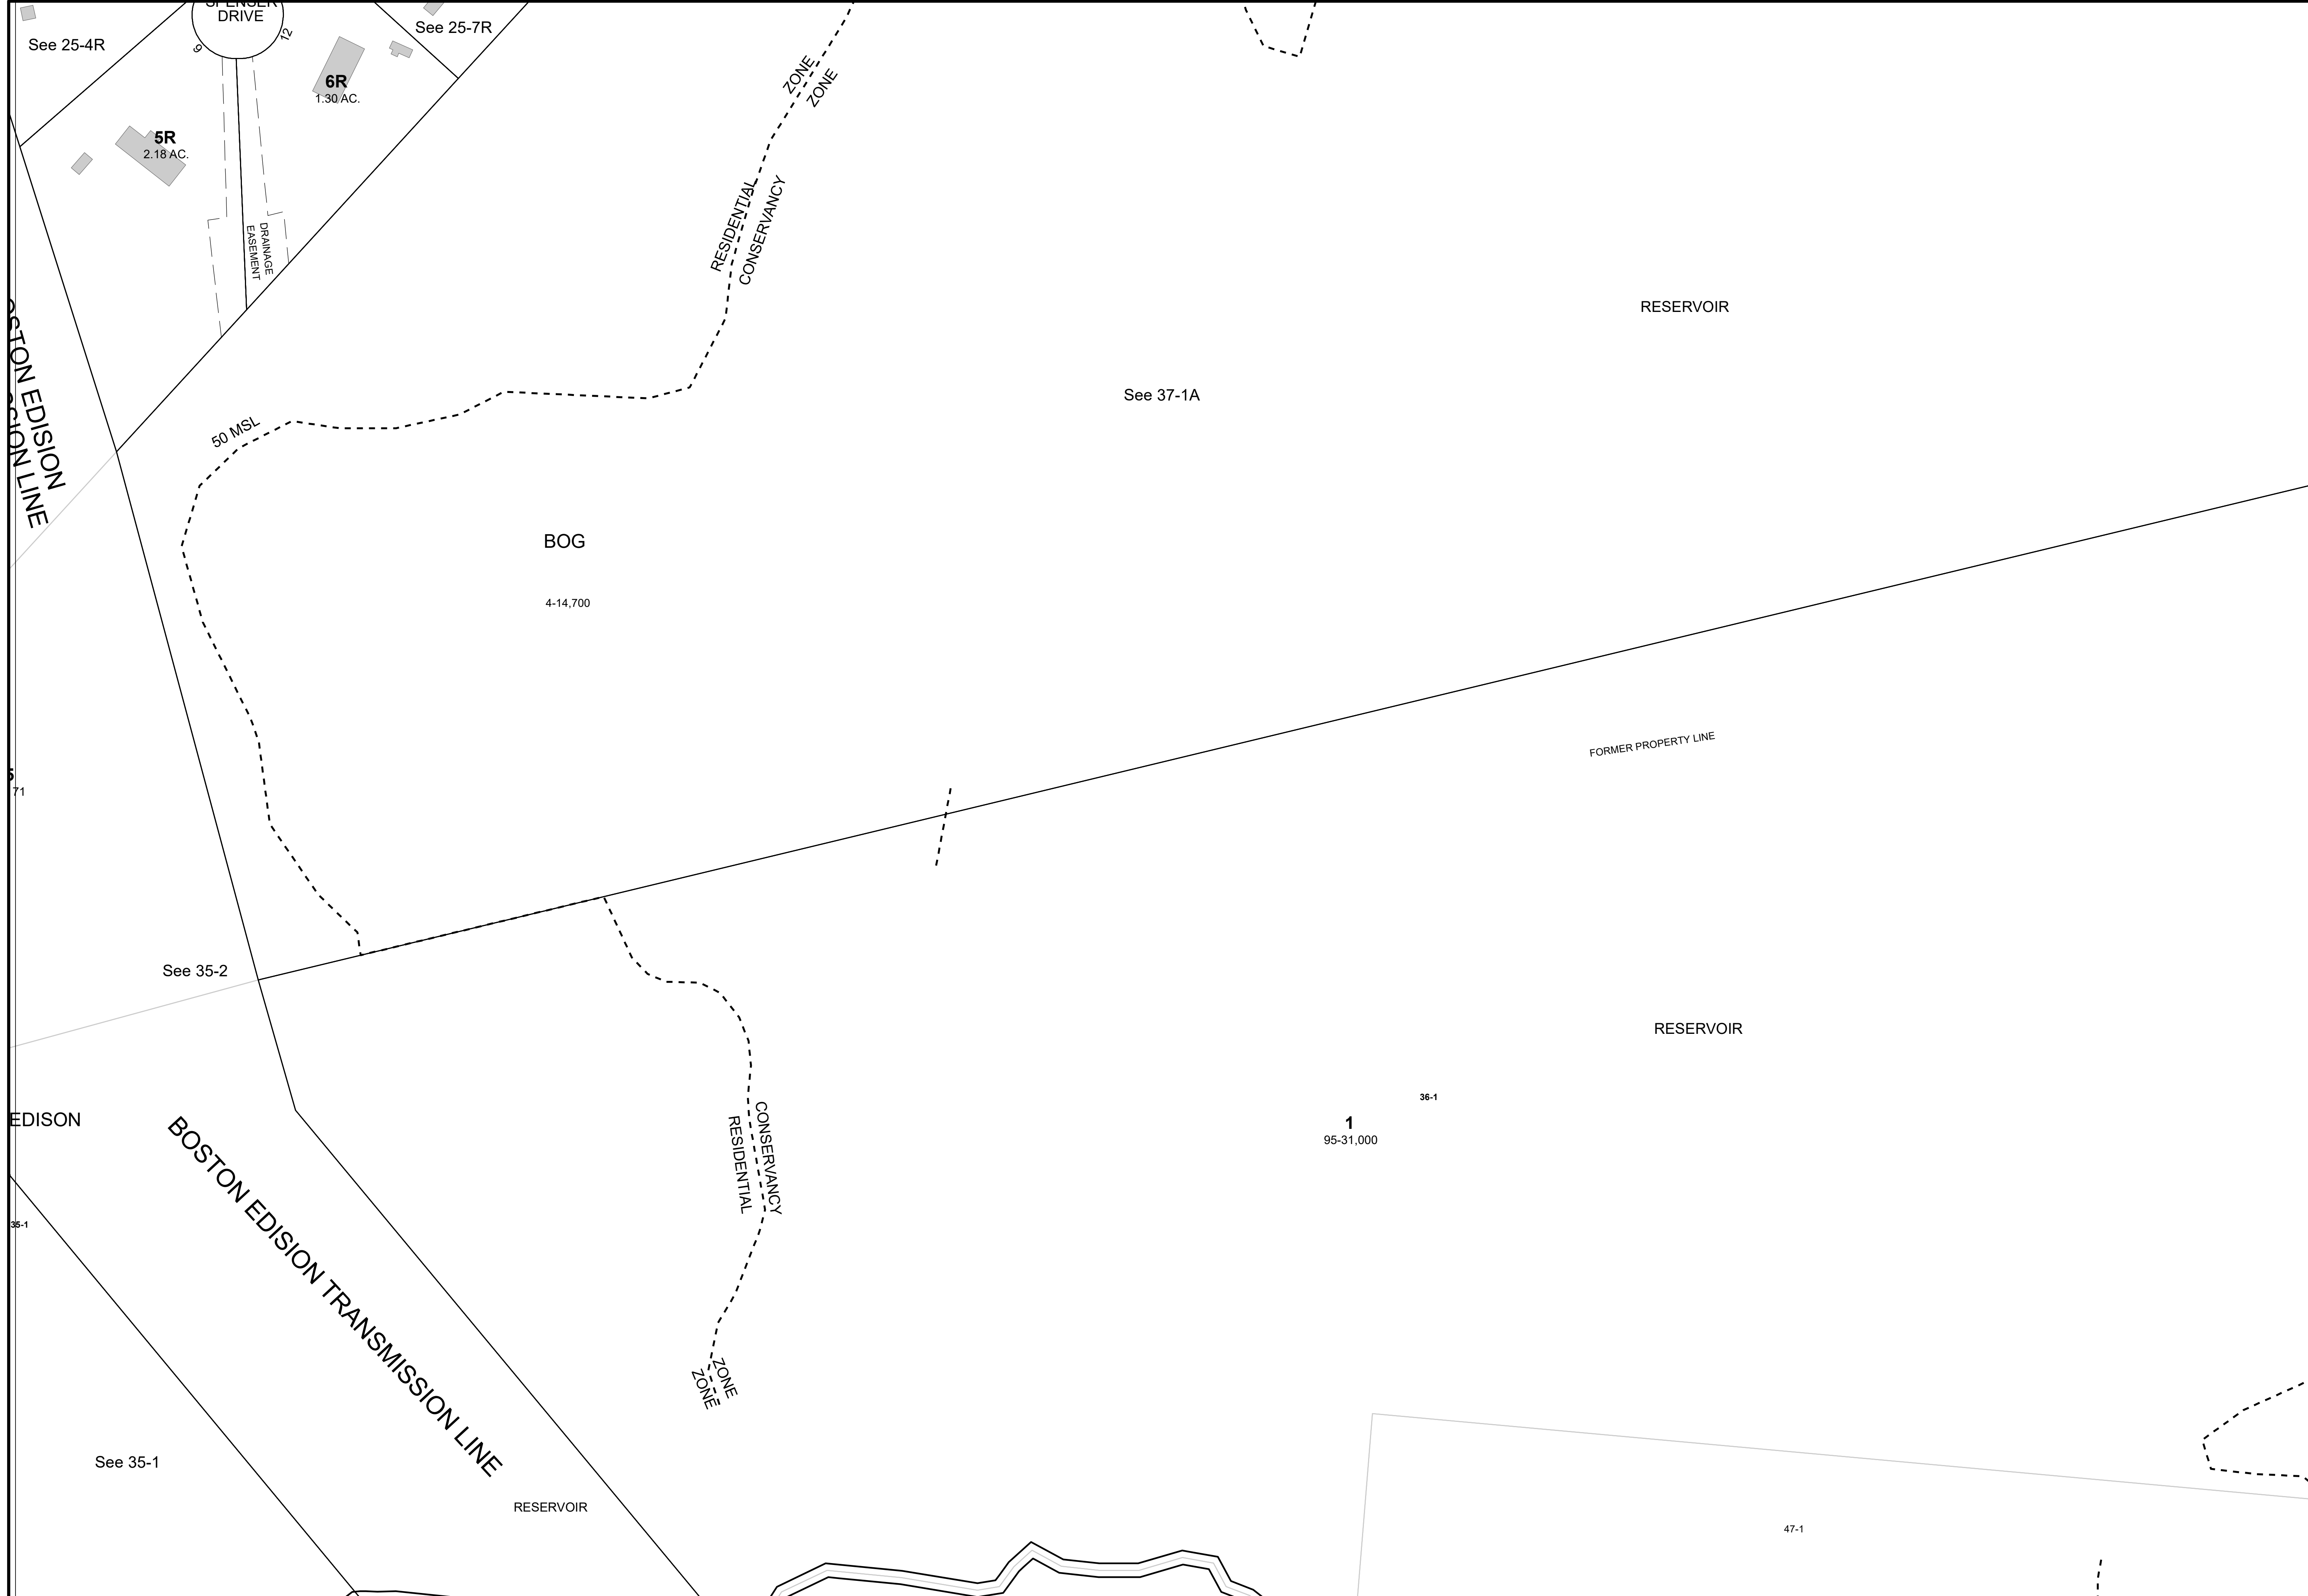 SPENSER
DRIVE
See 25-4R
9
12
See 25-7R
6R
1.30 AC.
5R
2.18 AC.
DRAINAGE
EASEMENT
ZONE
ZONE
RESIDENTIAL
CONSERVANCY
RESERVOIR
See 37-1A
50 MSL
OSTON EDISION
SION LINE
BOG
4-14,700
FORMER PROPERTY LINE
71
See 35-2
RESERVOIR
36-1
1
95-31,000
EDISON
BOSTON EDISION TRANSMISSION LINE
CONSERVANCY
RESIDENTIAL
35-1
ZONE
ZONE
See 35-1
RESERVOIR
47-1